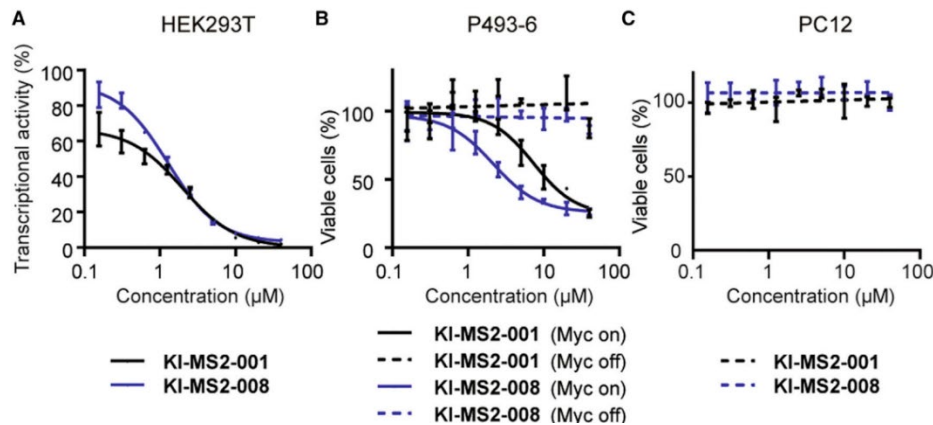 A
HEK293T
Transcriptional activity (%)
100
80
60
40
20
0
0.1
1
10
100
Concentration (µM)
KI-MS2-001
KI-MS2-008
B
P493-6
Viable cells (%)
100
50
0
0.1
1
10
100
Concentration (µM)
KI-MS2-001 (Myc on)
KI-MS2-001 (Myc off)
KI-MS2-008 (Myc on)
KI-MS2-008 (Myc off)
C
PC12
Viable cells (%)
100
50
0
0.1
1
10
100
Concentration (µM)
KI-MS2-001
KI-MS2-008